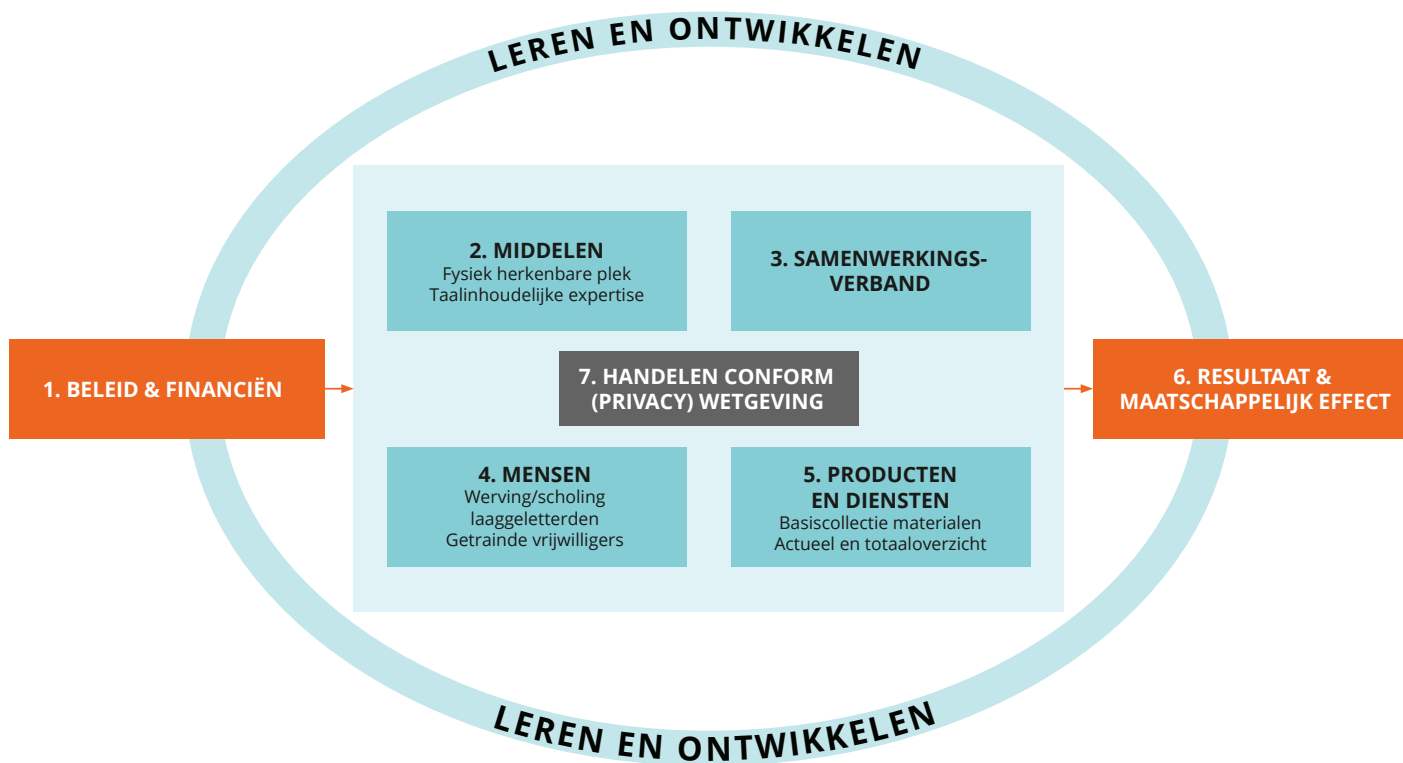 LEREN EN ONTWIKKELEN
2. MIDDELEN
Fysiek herkenbare plek
Taalinhoudelijke expertise
3. SAMENWERKINGS-
VERBAND
1. BELEID & FINANCIËN
7. HANDELEN CONFORM
(PRIVACY) WETGEVING
6. RESULTAAT &
MAATSCHAPPELIJK EFFECT
4. MENSEN
Werving/scholing
laaggeletterden
Getrainde vrijwilligers
5. PRODUCTEN
EN DIENSTEN
Basiscollectie materialen
Actueel en totaaloverzicht
LEREN EN ONTWIKKELEN